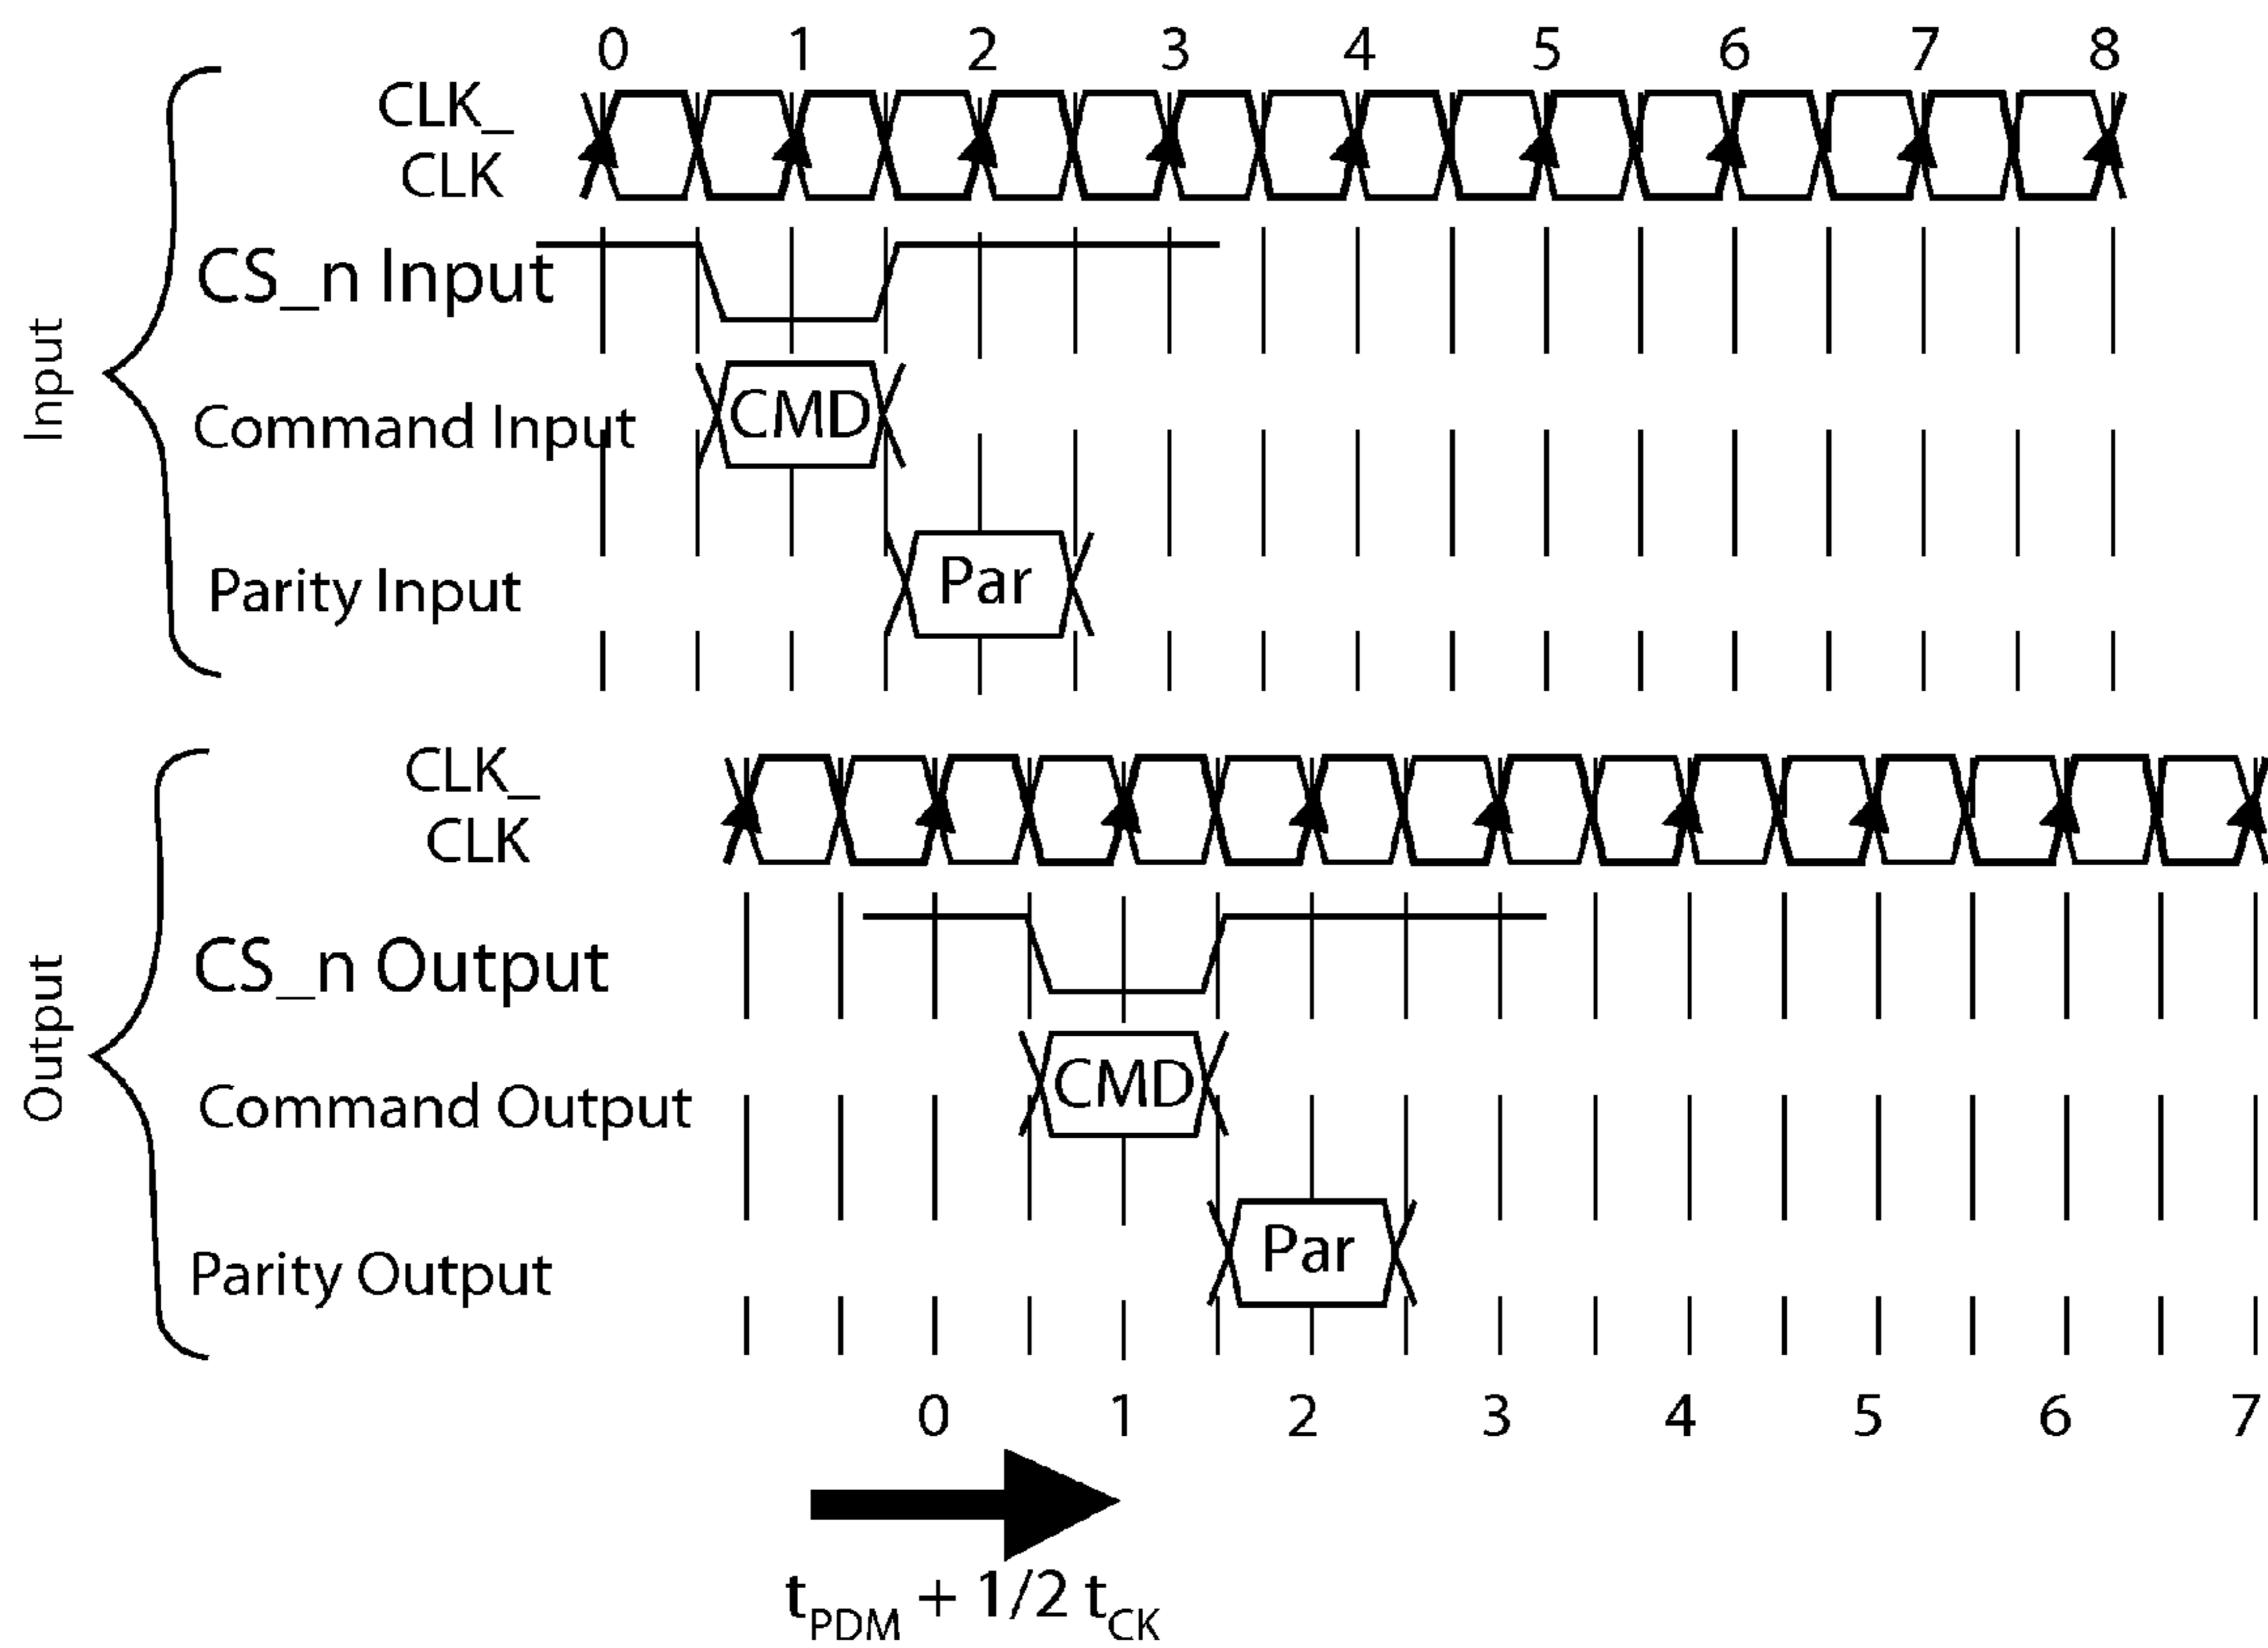 0 1 2 3 4 5 6 7 8
CLK_
CLK
CS_n Input
Command Input
CMD
Parity Input
Par
Input
CLK_
CLK
CS_n Output
Command Output
CMD
Parity Output
Par
Output
0 1 2 3 4 5 6 7
tPDM + 1/2 tCK